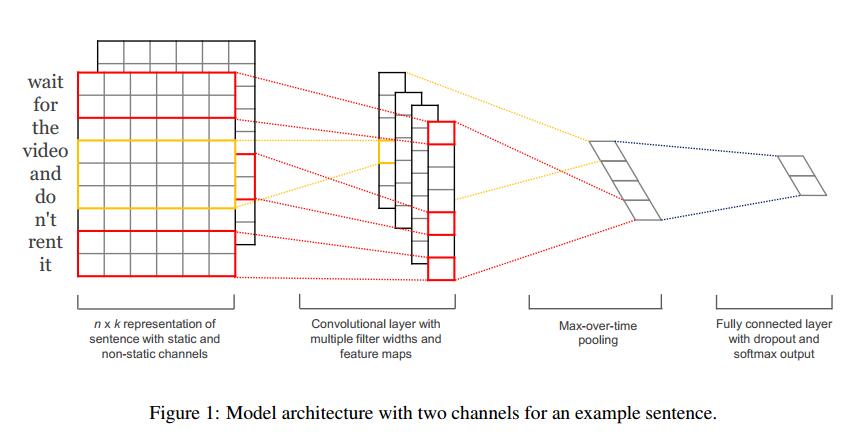 wait
for
the
video
and
do
n't
rent
it
n x k representation of
sentence with static and
non-static channels
Convolutional layer with
multiple filter widths and
feature maps
Max-over-time
pooling
Fully connected layer
with dropout and
softmax output
Figure 1: Model architecture with two channels for an example sentence.